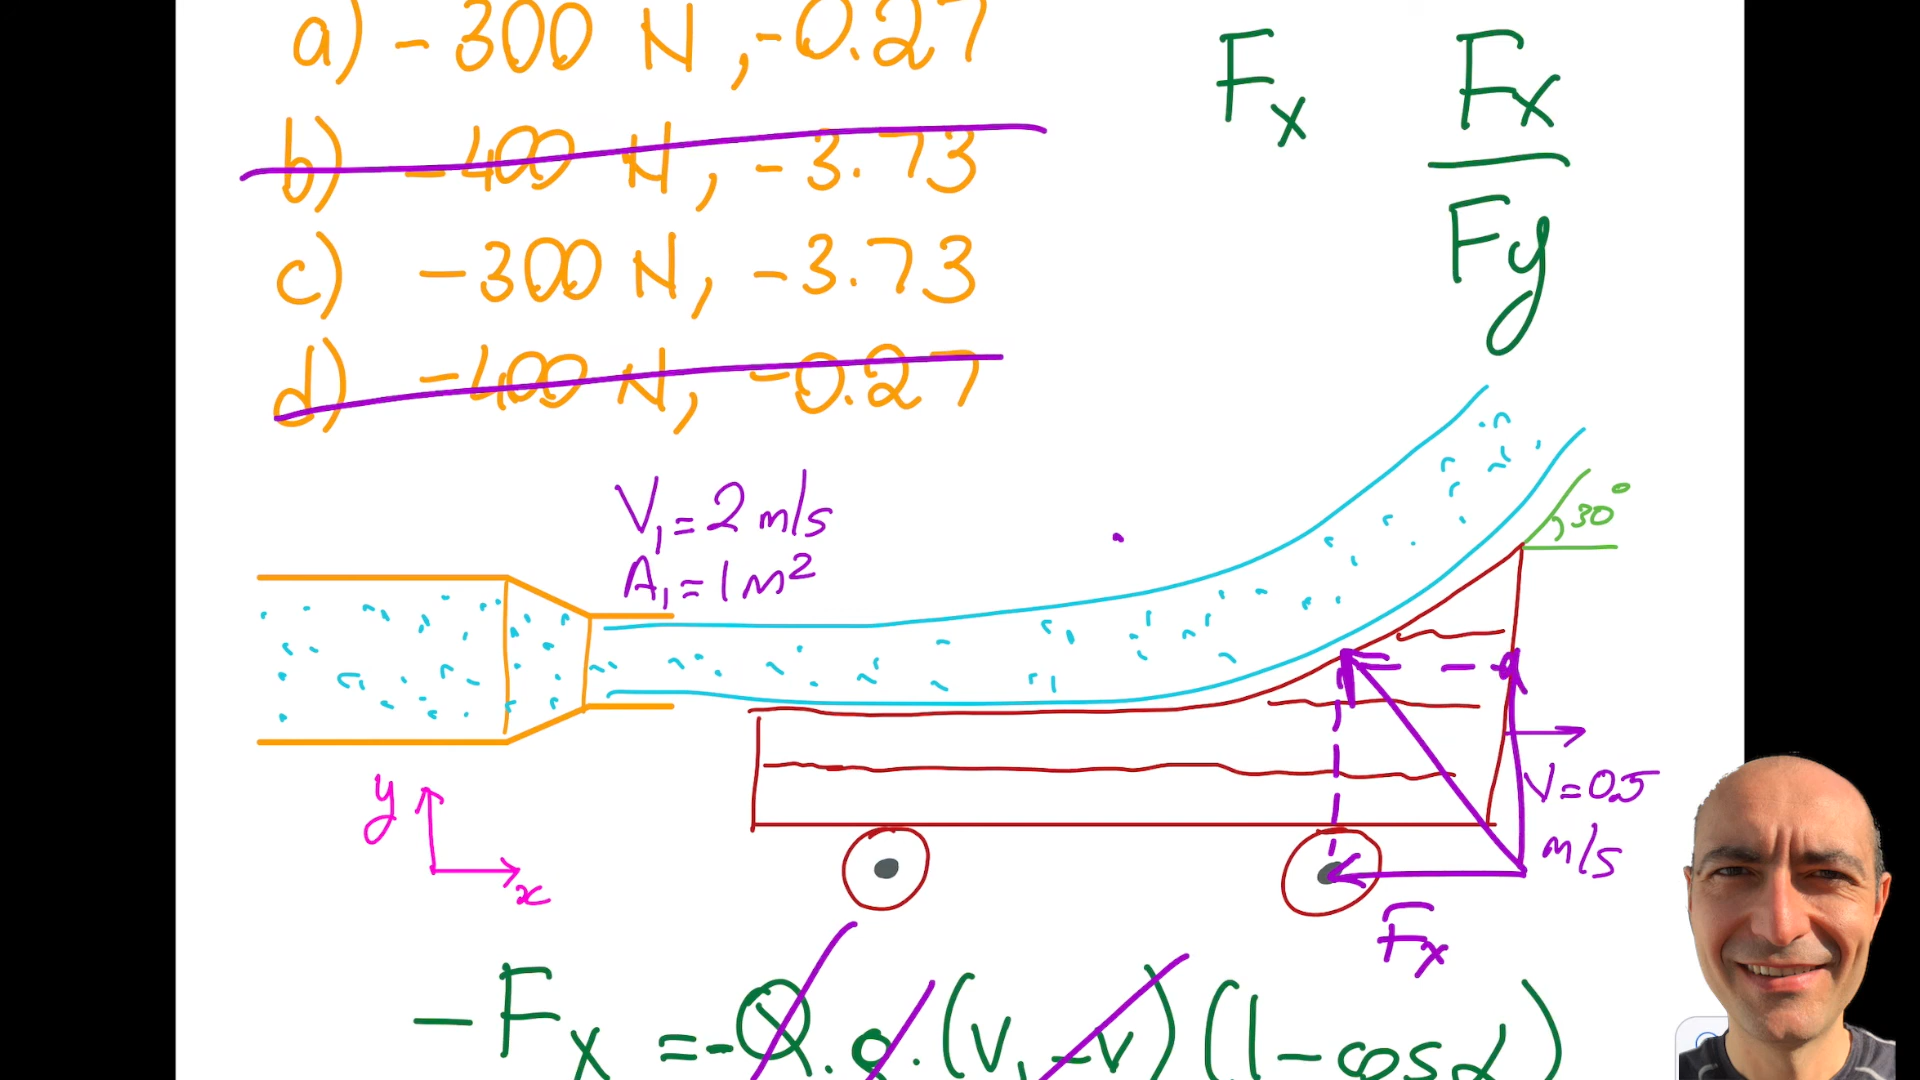 a) -300 N, -0.27
b) -400 N, -3.73
c) -300 N, -3.73
d) -400 N, -0.27
Fx
Fx
Fy
V1 = 2 m/s
A1 = 1 m²
30°
V = 0.5
m/s
y
x
Fx
-Fx = -Q.ρ.(V1-V)(1-cosα)